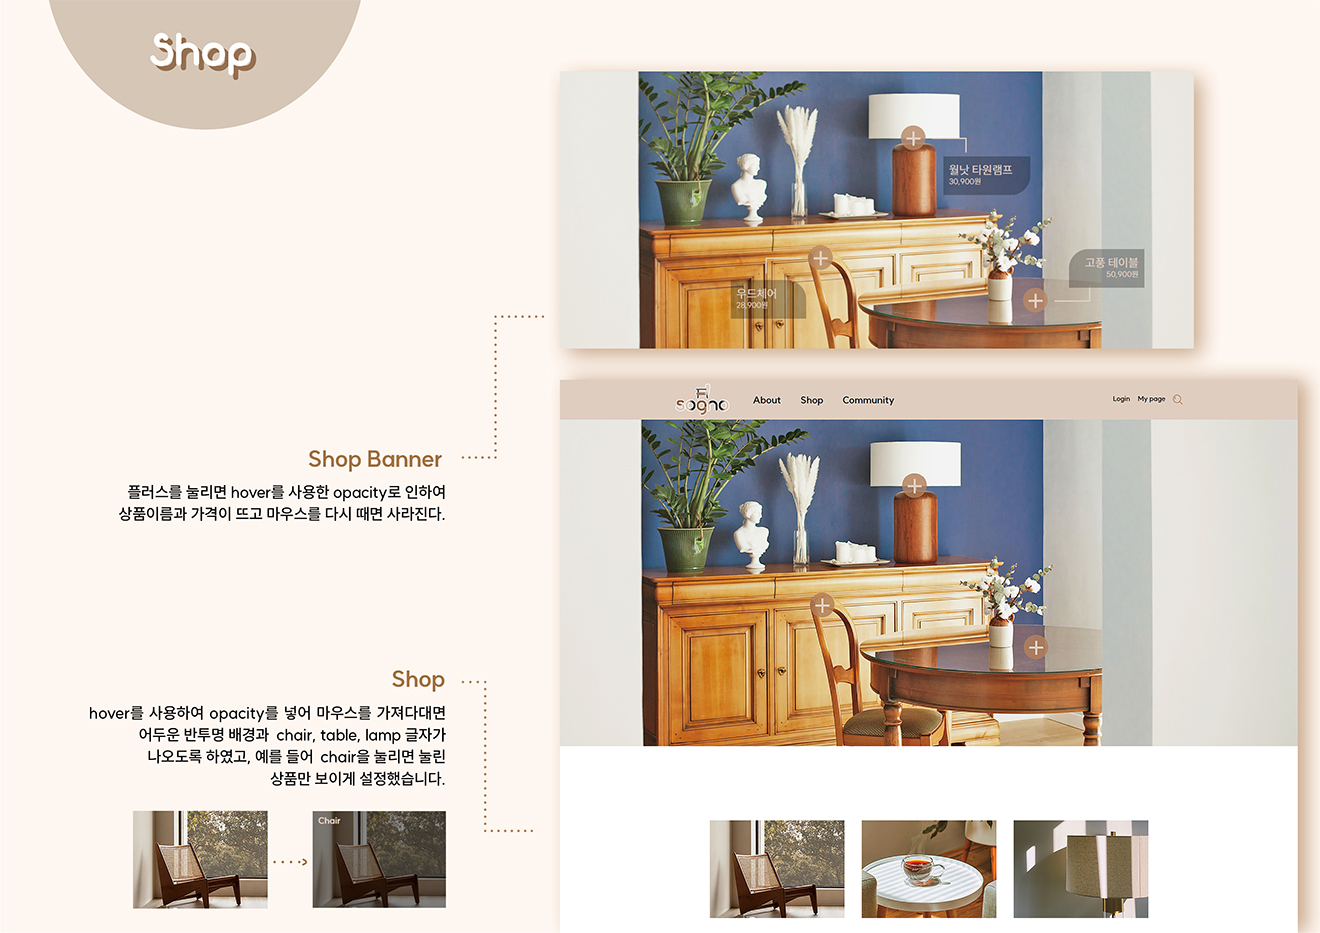 Shop
월낫 타원램프
30,900원
고풍 테이블
50,900원
우드체어
28,900원
sogno
About
Shop
Community
Login
My page
Shop Banner
플러스를 눌리면 hover를 사용한 opacity로 인하여
상품이름과 가격이 뜨고 마우스를 다시 때면 사라진다.
Shop
hover를 사용하여 opacity를 넣어 마우스를 가져다대면
어두운 반투명 배경과 chair, table, lamp 글자가
나오도록 하였고, 예를 들어 chair을 눌리면 눌린
상품만 보이게 설정했습니다.
Chair